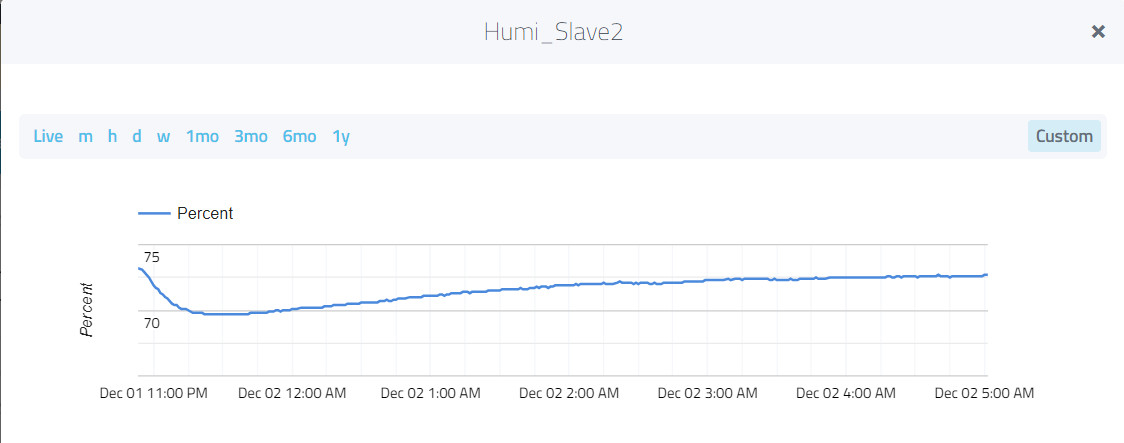 Humi_Slave2
×
Live m h d w 1mo 3mo 6mo 1y Custom
Percent
75
Percent
70
Dec 01 11:00 PM Dec 02 12:00 AM Dec 02 1:00 AM Dec 02 2:00 AM Dec 02 3:00 AM Dec 02 4:00 AM Dec 02 5:00 AM